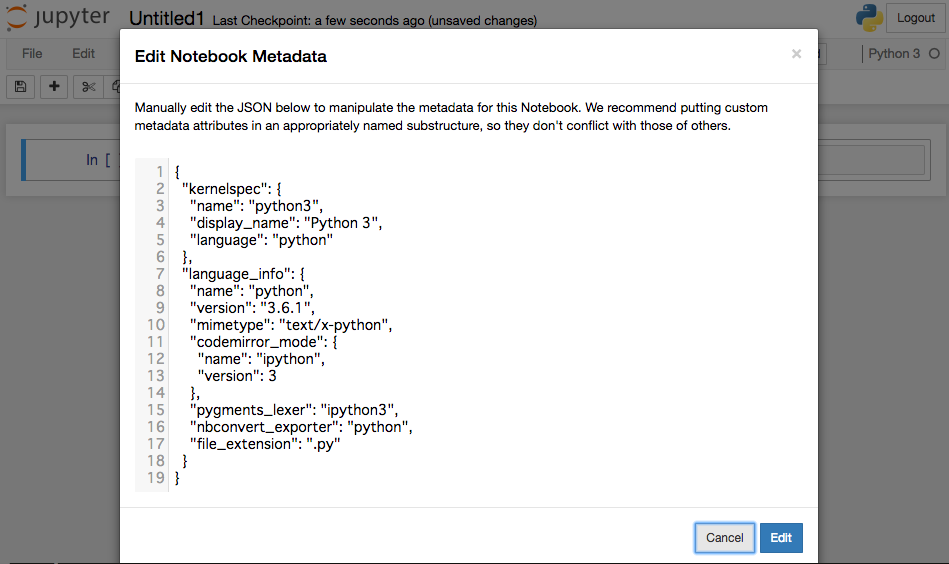 jupyter Untitled1 Last Checkpoint: a few seconds ago (unsaved changes) Logout
File Edit Python 3
Edit Notebook Metadata ×
Manually edit the JSON below to manipulate the metadata for this Notebook. We recommend putting custom
metadata attributes in an appropriately named substructure, so they don't conflict with those of others.
In [
1 {
2 "kernelspec": {
3 "name": "python3",
4 "display_name": "Python 3",
5 "language": "python"
6 },
7 "language_info": {
8 "name": "python",
9 "version": "3.6.1",
10 "mimetype": "text/x-python",
11 "codemirror_mode": {
12 "name": "ipython",
13 "version": 3
14 },
15 "pygments_lexer": "ipython3",
16 "nbconvert_exporter": "python",
17 "file_extension": ".py"
18 }
19 }
Cancel Edit